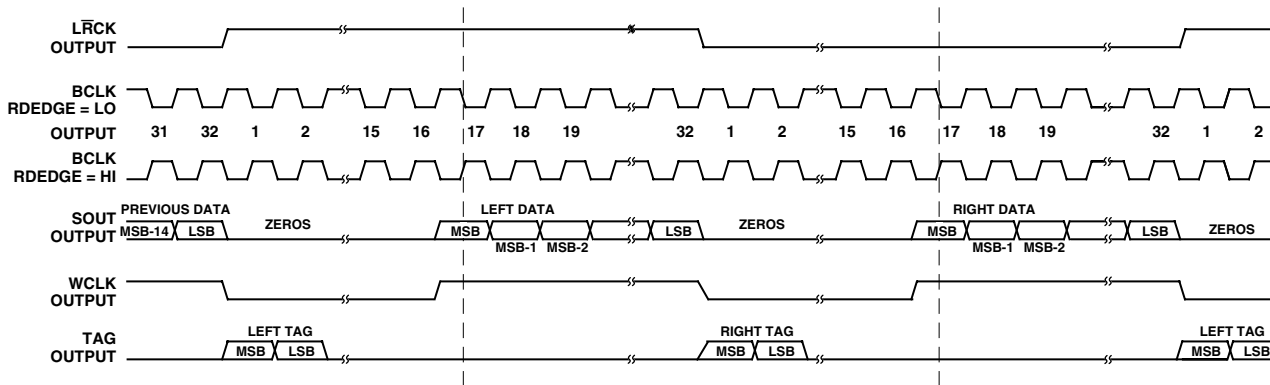 LRCK
OUTPUT
BCLK
RDEDGE = LO
OUTPUT 31 32 1 2 15 16 17 18 19 32 1 2 15 16 17 18 19 32 1 2
BCLK
RDEDGE = HI
SOUT
OUTPUT
PREVIOUS DATA LEFT DATA RIGHT DATA
MSB-14 LSB ZEROS MSB MSB-1 MSB-2 LSB ZEROS MSB MSB-1 MSB-2 LSB ZEROS
WCLK
OUTPUT
TAG
OUTPUT
LEFT TAG RIGHT TAG LEFT TAG
MSB LSB MSB LSB MSB LSB